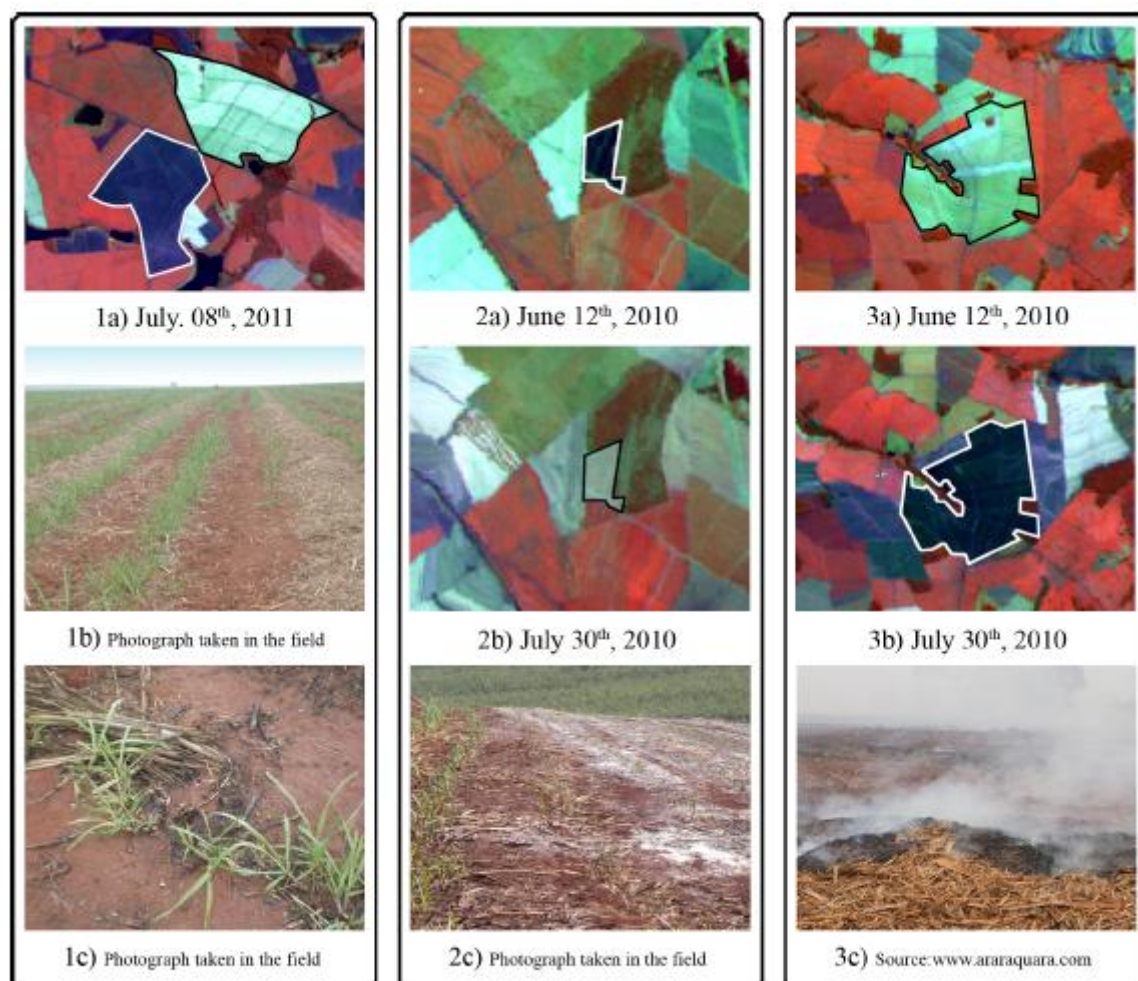 1a) July. 08th, 2011
2a) June 12th, 2010
3a) June 12th, 2010
1b) Photograph taken in the field
2b) July 30th, 2010
3b) July 30th, 2010
1c) Photograph taken in the field
2c) Photograph taken in the field
3c) Source:www.araraquara.com